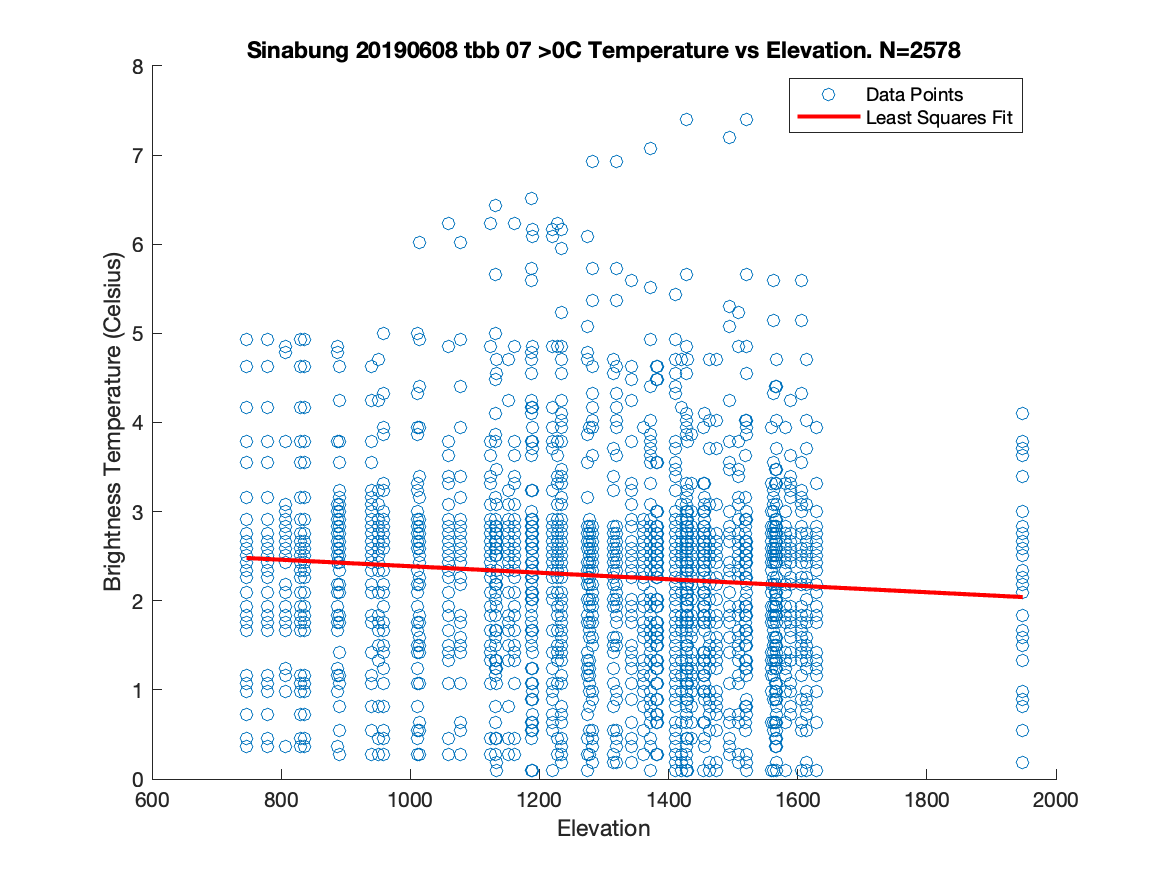 Sinabung 20190608 tbb 07 >0C Temperature vs Elevation. N=2578
Data Points
Least Squares Fit
Brightness Temperature (Celsius)
8
7
6
5
4
3
2
1
0
600 800 1000 1200 1400 1600 1800 2000
Elevation